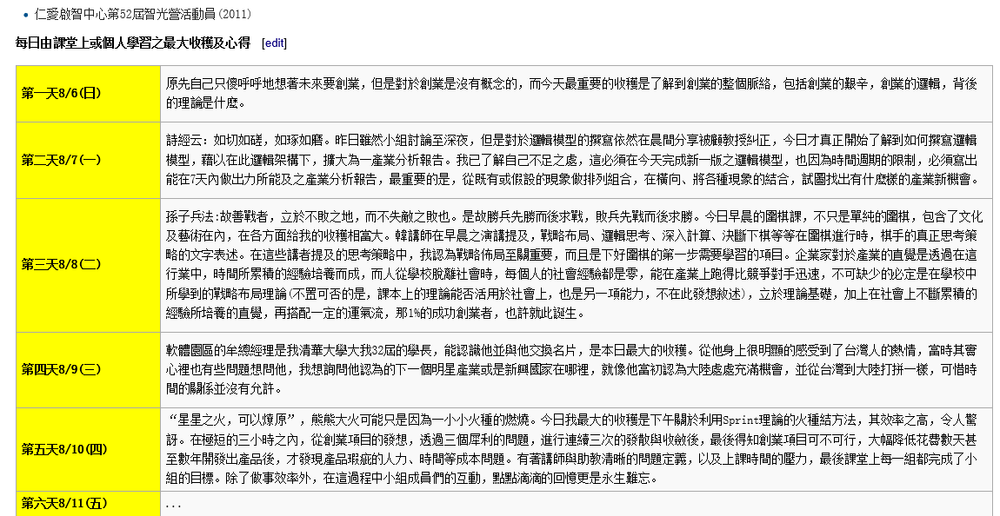 仁愛啟智中心第52屆智光營活動員(2011)
每日由課堂上或個人學習之最大收穫及心得 [edit]
第一天8/6(日)
原先自己只傻呼呼地想著未來要創業，但是對於創業是沒有概念的，而今天最重要的收穫是了解到創業的整個脈絡，包括創業的艱辛，創業的邏輯，背後
的理論是什麼。
第二天8/7(一)
詩經云：如切如磋，如琢如磨。昨日雖然小組討論至深夜，但是對於邏輯模型的撰寫依然在晨間分享被顧教授糾正，今日才真正開始了解到如何撰寫邏輯
模型，藉以在此邏輯架構下，擴大為一產業分析報告。我已了解自己不足之處，這必須在今天完成新一版之邏輯模型，也因為時間週期的限制，必須寫出
能在7天內做出力所能及之產業分析報告，最重要的是，從既有或假設的現象做排列組合，在橫向、將各種現象的結合，試圖找出有什麼樣的產業新機會。
第三天8/8(二)
孫子兵法:故善戰者，立於不敗之地，而不失敵之敗也。是故勝兵先勝而後求戰，敗兵先戰而後求勝。今日早晨的圍棋課，不只是單純的圍棋，包含了文化
及藝術在內，在各方面給我的收穫相當大。韓講師在早晨之演講提及，戰略布局、邏輯思考、深入計算、決斷下棋等等在圍棋進行時，棋手的真正思考策
略的文字表述。在這些講者提及的思考策略中，我認為戰略佈局至關重要，而且是下好圍棋的第一步需要學習的項目。企業家對於產業的直覺是透過在這
行業中，時間所累積的經驗培養而成，而人從學校脫離社會時，每個人的社會經驗都是零，能在產業上跑得比競爭對手迅速，不可缺少的必定是在學校中
所學到的戰略布局理論(不置可否的是，課本上的理論能否活用於社會上，也是另一項能力，不在此發想敘述)，立於理論基礎，加上在社會上不斷累積的
經驗所培養的直覺，再搭配一定的運氣流，那1%的成功創業者，也許就此誕生。
第四天8/9(三)
軟體園區的牟總經理是我清華大學大我32屆的學長，能認識他並與他交換名片，是本日最大的收穫。從他身上很明顯的感受到了台灣人的熱情，當時其實
心裡也有些問題想問他，我想詢問他認為的下一個明星產業或是新興國家在哪裡，就像他當初認為大陸處處充滿機會，並從台灣到大陸打拼一樣，可惜時
間的關係並沒有允許。
第五天8/10(四)
“星星之火，可以燎原”，熊熊大火可能只是因為一小小火種的燃燒。今日我最大的收穫是下午關於利用Sprint理論的火種結方法，其效率之高，令人驚
訝。在極短的三小時之內，從創業項目的發想，透過三個犀利的問題，進行連續三次的發散與收斂後，最後得知創業項目可不可行，大幅降低花費數天甚
至數年開發出產品後，才發現產品瑕疵的人力、時間等成本問題。有著講師與助教清晰的問題定義，以及上課時間的壓力，最後課堂上每一組都完成了小
組的目標。除了做事效率外，在這過程中小組成員們的互動，點點滴滴的回憶更是永生難忘。
第六天8/11(五)
...